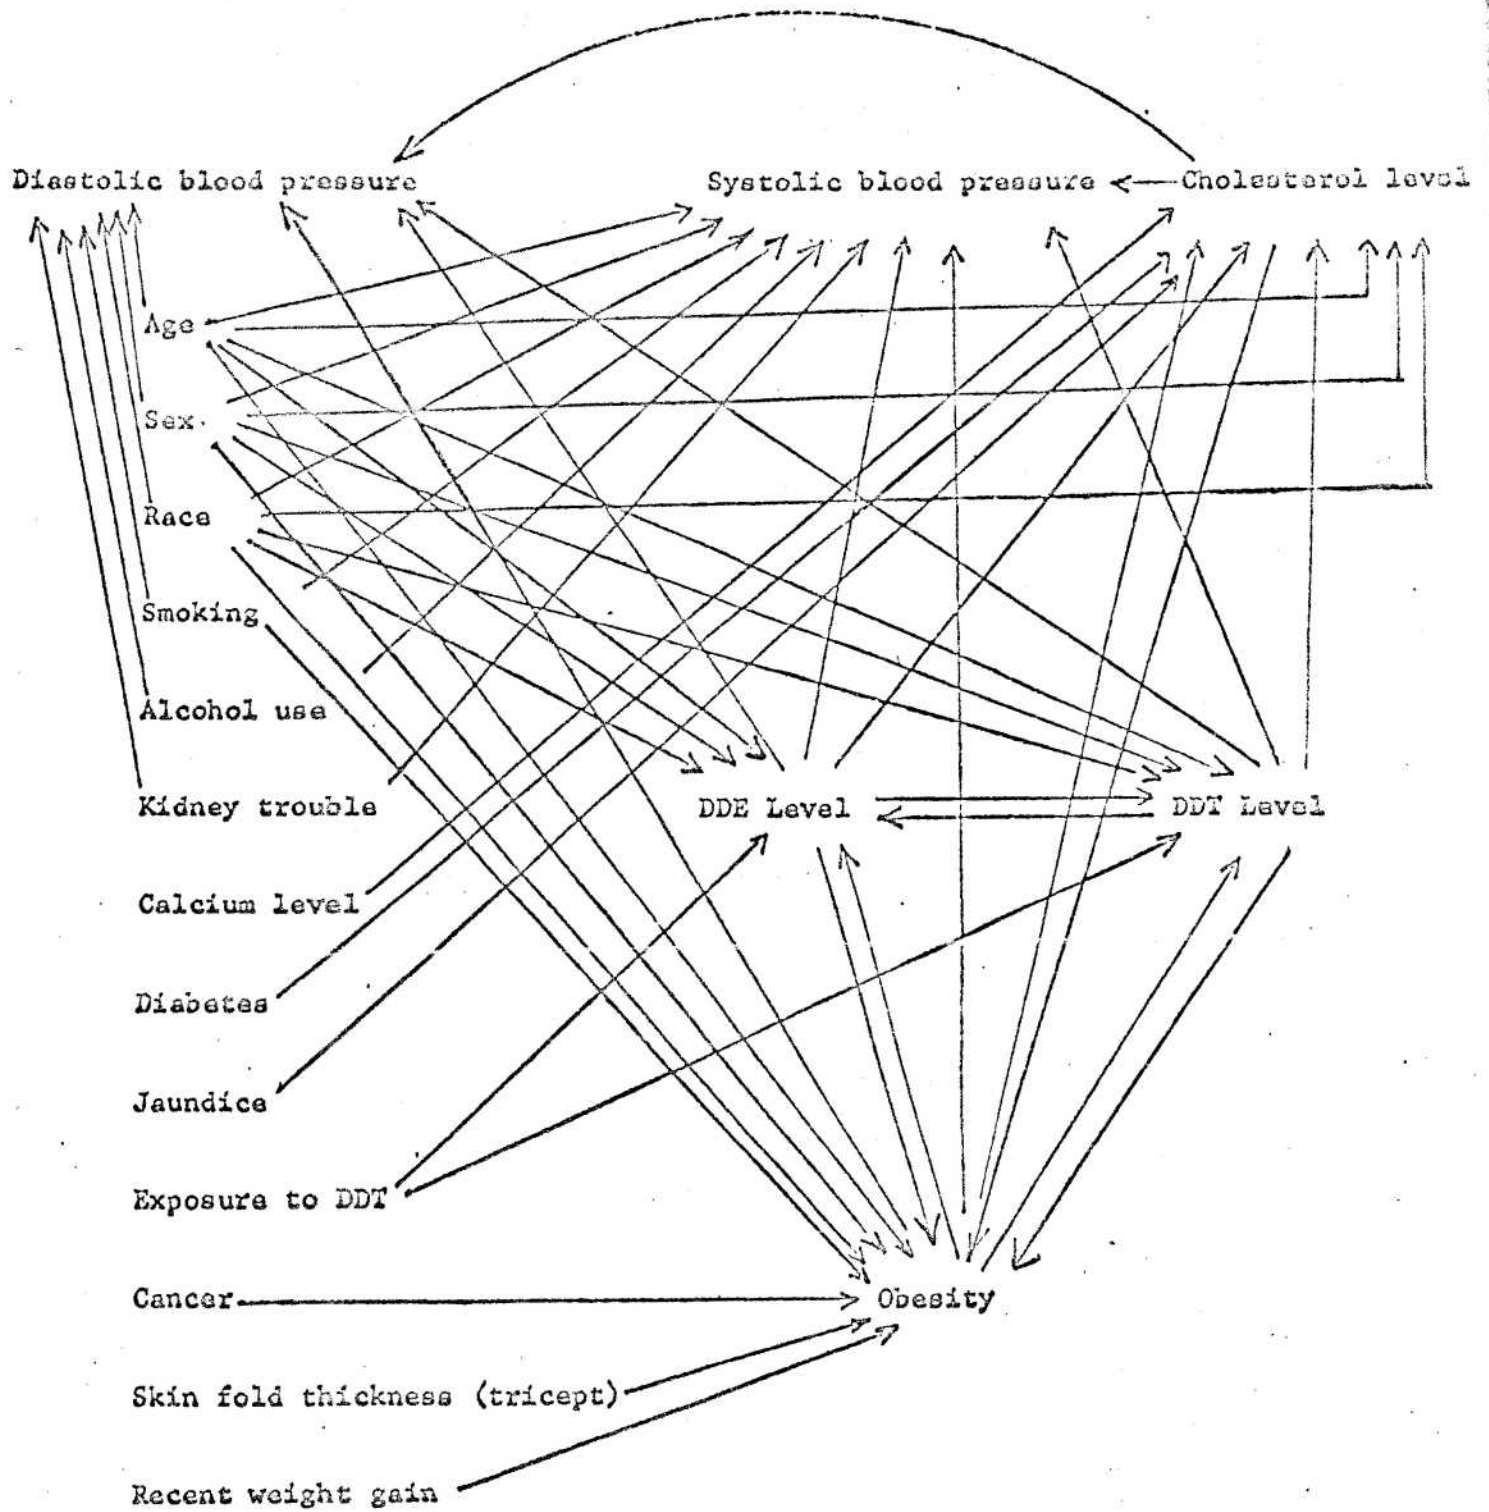 Diastolic blood pressure Systolic blood pressure Cholesterol level
Age
Sex
Race
Smoking
Alcohol use
Kidney trouble DDE Level DDT Level
Calcium level
Diabetes
Jaundice
Exposure to DDT
Cancer Obesity
Skin fold thickness (tricept)
Recent weight gain